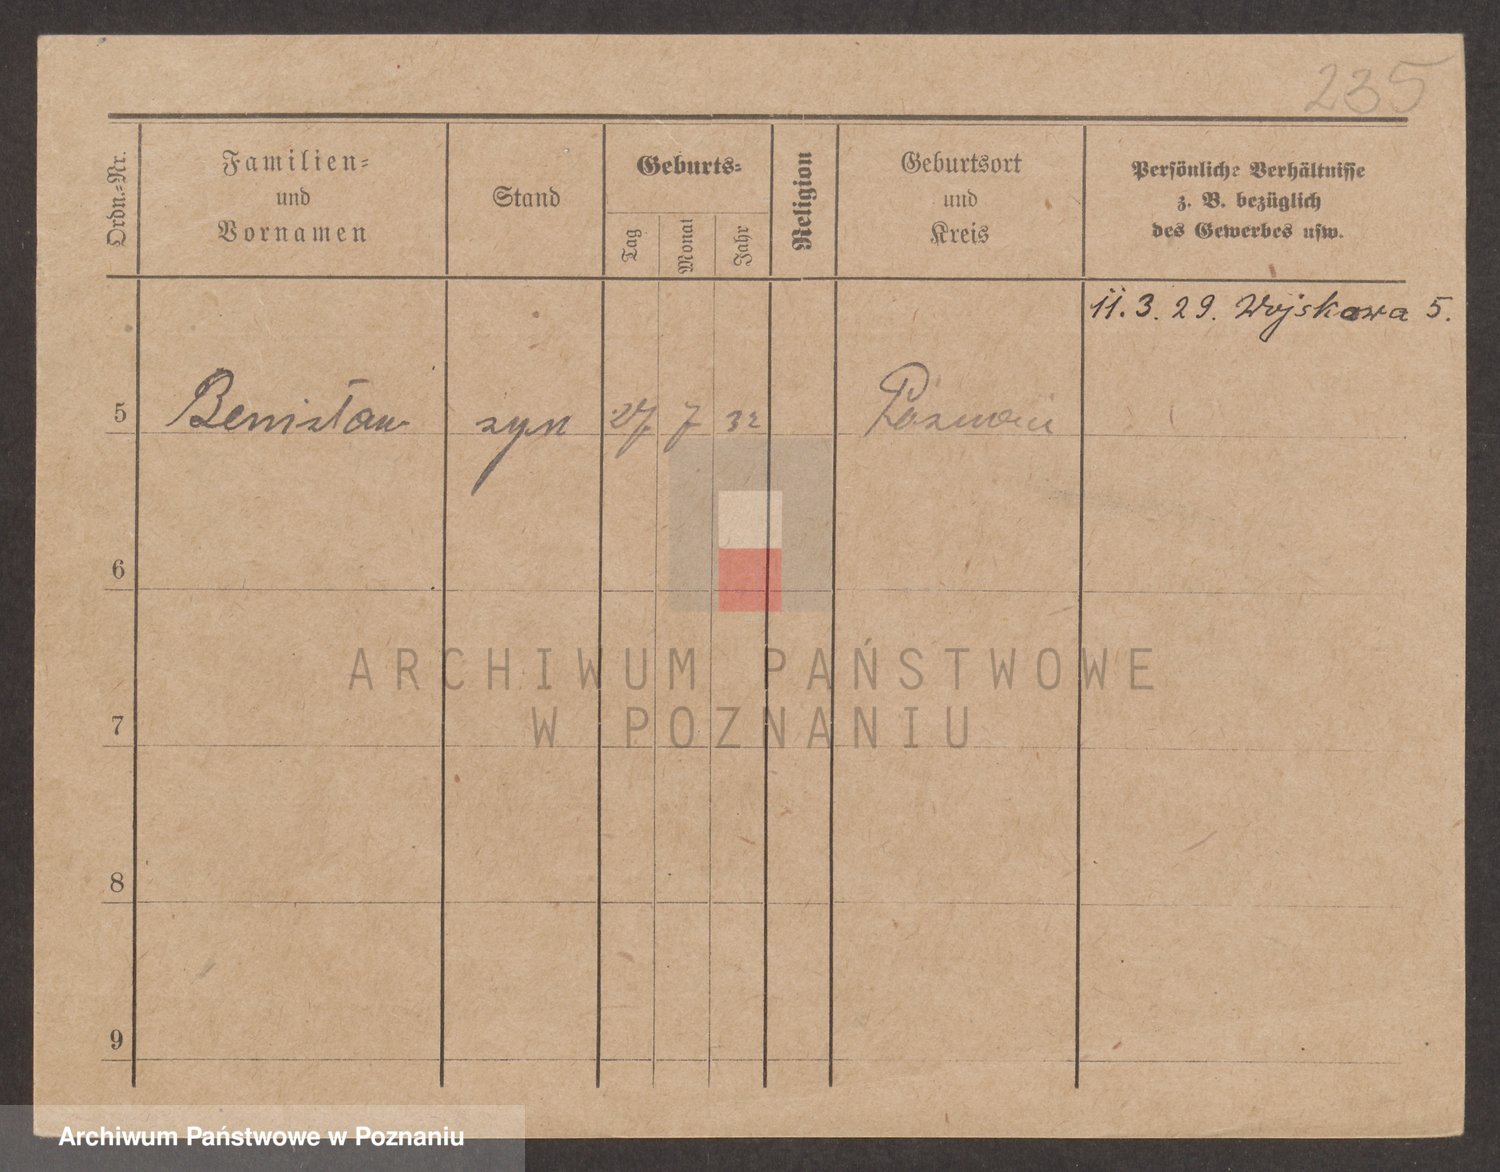 235
Ordn.-Nr.
Familien-
und
Vornamen
Stand
Geburts-
Tag
Monat
Jahr
Religion
Geburtsort
und
Kreis
Persönliche Verhältnisse
z. B. bezüglich
des Gewerbes usw.
11.3.29. Wojskowa 5.
5 Benisław syn 27 7 32 Poznań
6
ARCHIWUM PAŃSTWOWE
W POZNANIU
7
8
9
Archiwum Państwowe w Poznaniu